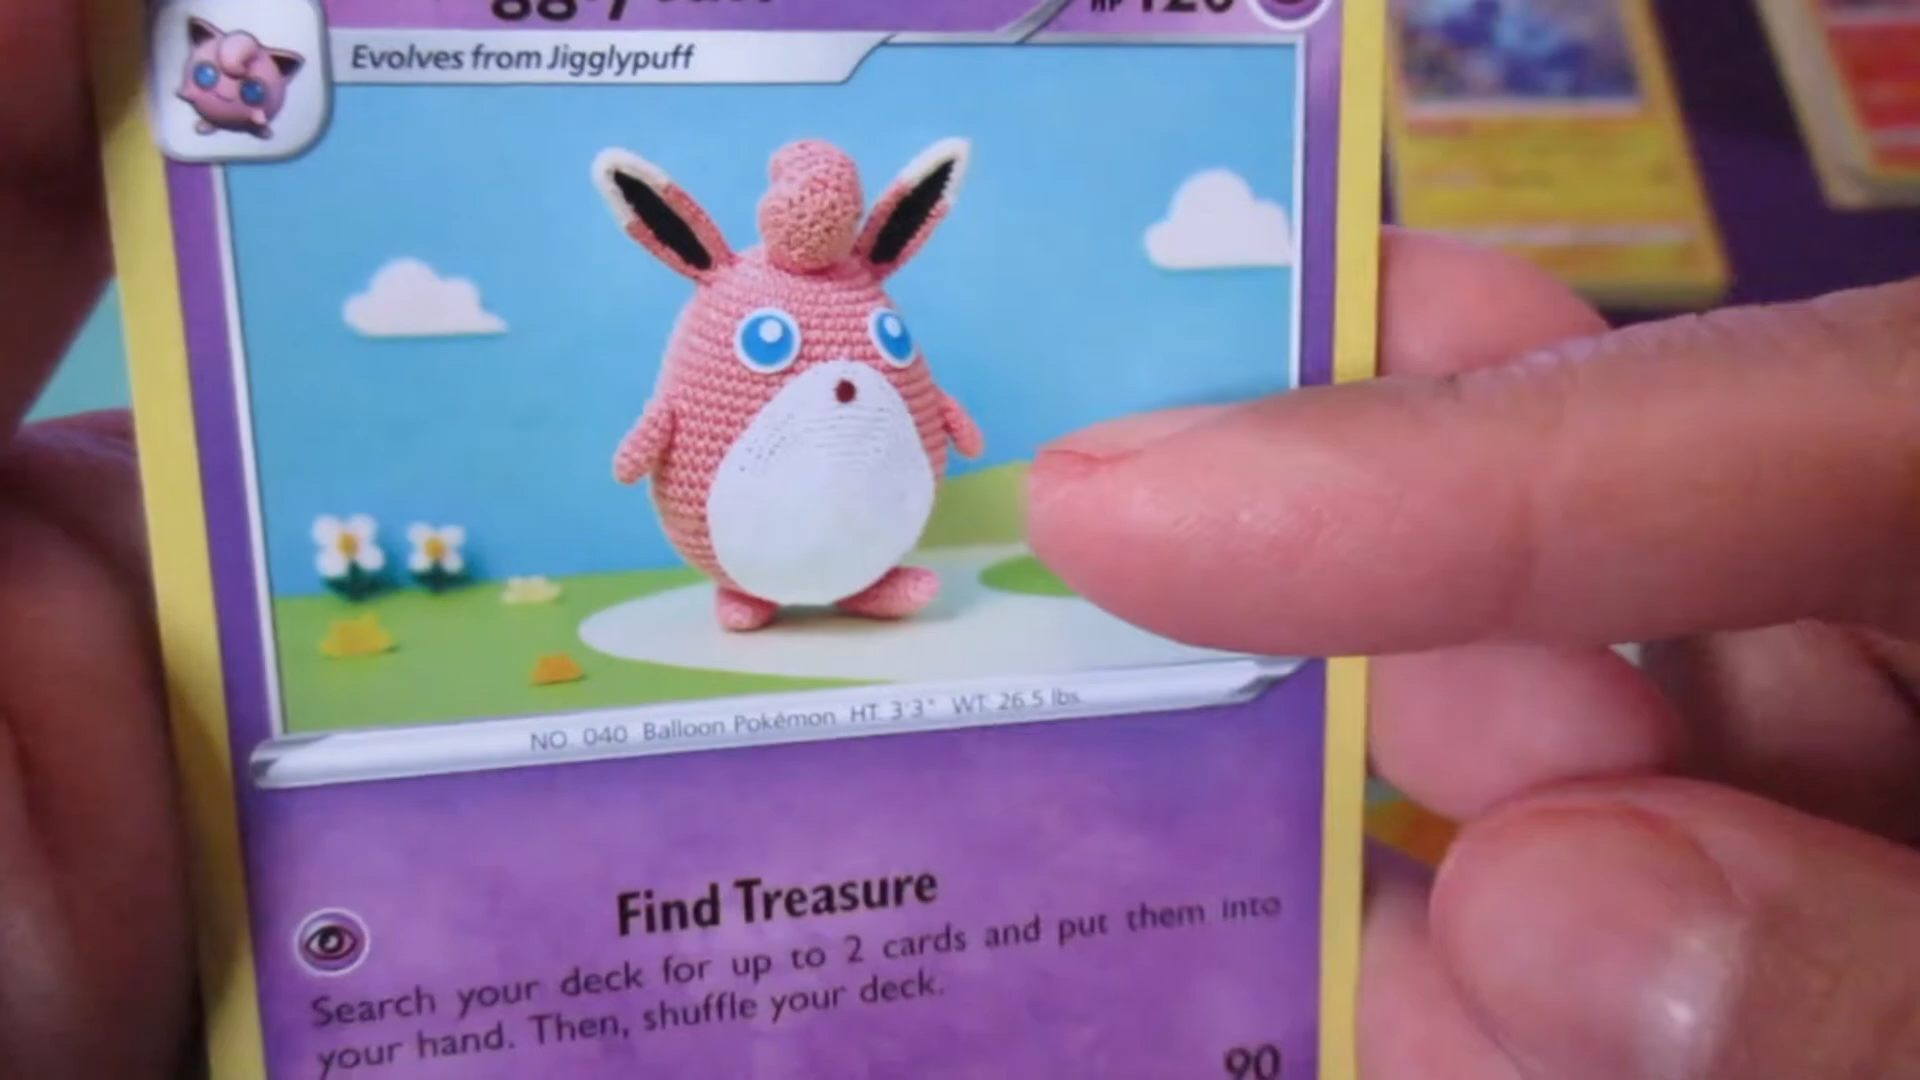 Evolves from Jigglypuff
NO. 040 Balloon Pokémon HT. 3'3" WT. 26.5 lbs.
Find Treasure
Search your deck for up to 2 cards and put them into
your hand. Then, shuffle your deck.
90